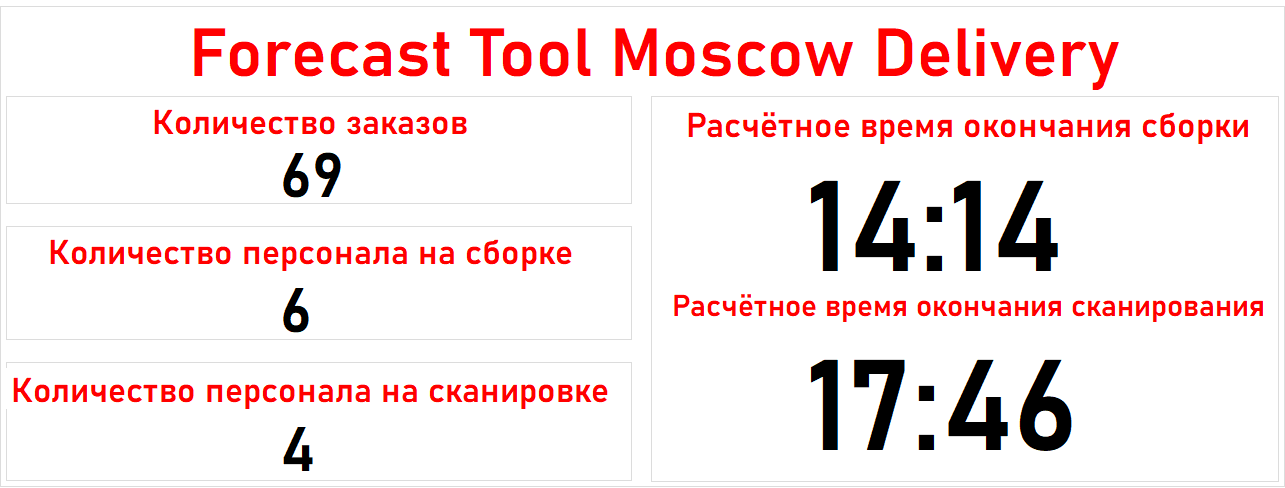 Forecast Tool Moscow Delivery
Количество заказов
69
Количество персонала на сборке
6
Количество персонала на сканировке
4
Расчётное время окончания сборки
14:14
Расчётное время окончания сканирования
17:46